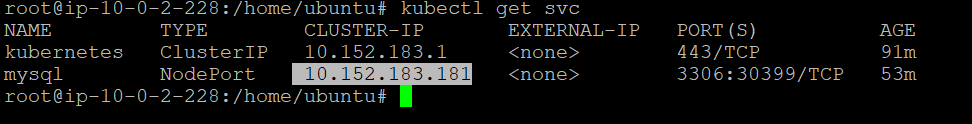 root@ip-10-0-2-228:/home/ubuntu# kubectl get svc
NAME TYPE CLUSTER-IP EXTERNAL-IP PORT(S) AGE
kubernetes ClusterIP 10.152.183.1 <none> 443/TCP 91m
mysql NodePort 10.152.183.181 <none> 3306:30399/TCP 53m
root@ip-10-0-2-228:/home/ubuntu#